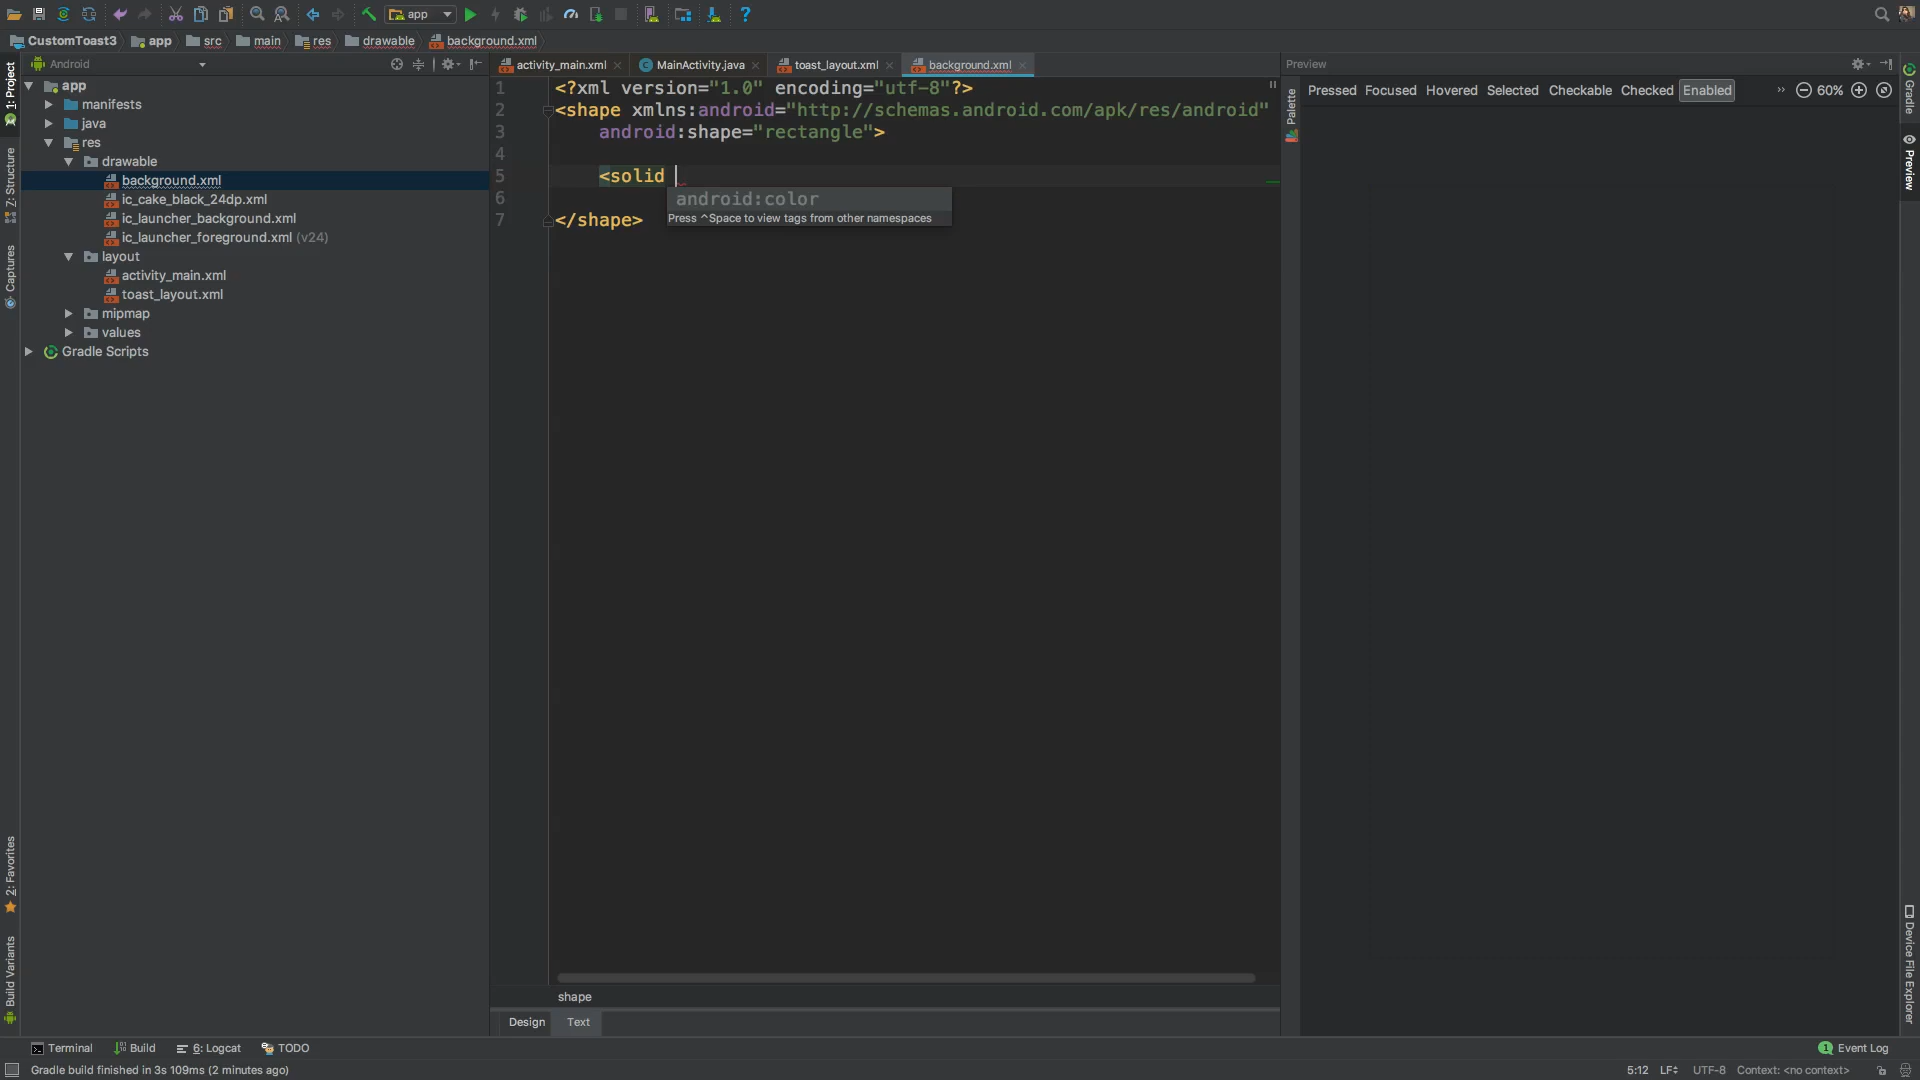 app
CustomToast3
app
src
main
res
drawable
background.xml
1: Project
Z: Structure
Captures
2: Favorites
Build Variants
Android
app
manifests
java
res
drawable
background.xml
ic_cake_black_24dp.xml
ic_launcher_background.xml
ic_launcher_foreground.xml (v24)
layout
activity_main.xml
toast_layout.xml
mipmap
values
Gradle Scripts
activity_main.xml
MainActivity.java
toast_layout.xml
background.xml
1 <?xml version="1.0" encoding="utf-8"?>
2 <shape xmlns:android="http://schemas.android.com/apk/res/android"
3 android:shape="rectangle">
4
5 <solid
6
7 </shape>
android:color
Press ^Space to view tags from other namespaces
shape
Design Text
Preview
Palette
Pressed Focused Hovered Selected Checkable Checked Enabled
60%
Gradle
Preview
Device File Explorer
Terminal
Build
6: Logcat
TODO
1 Event Log
Gradle build finished in 3s 109ms (2 minutes ago)
5:12 LF÷ UTF-8 Context: <no context>